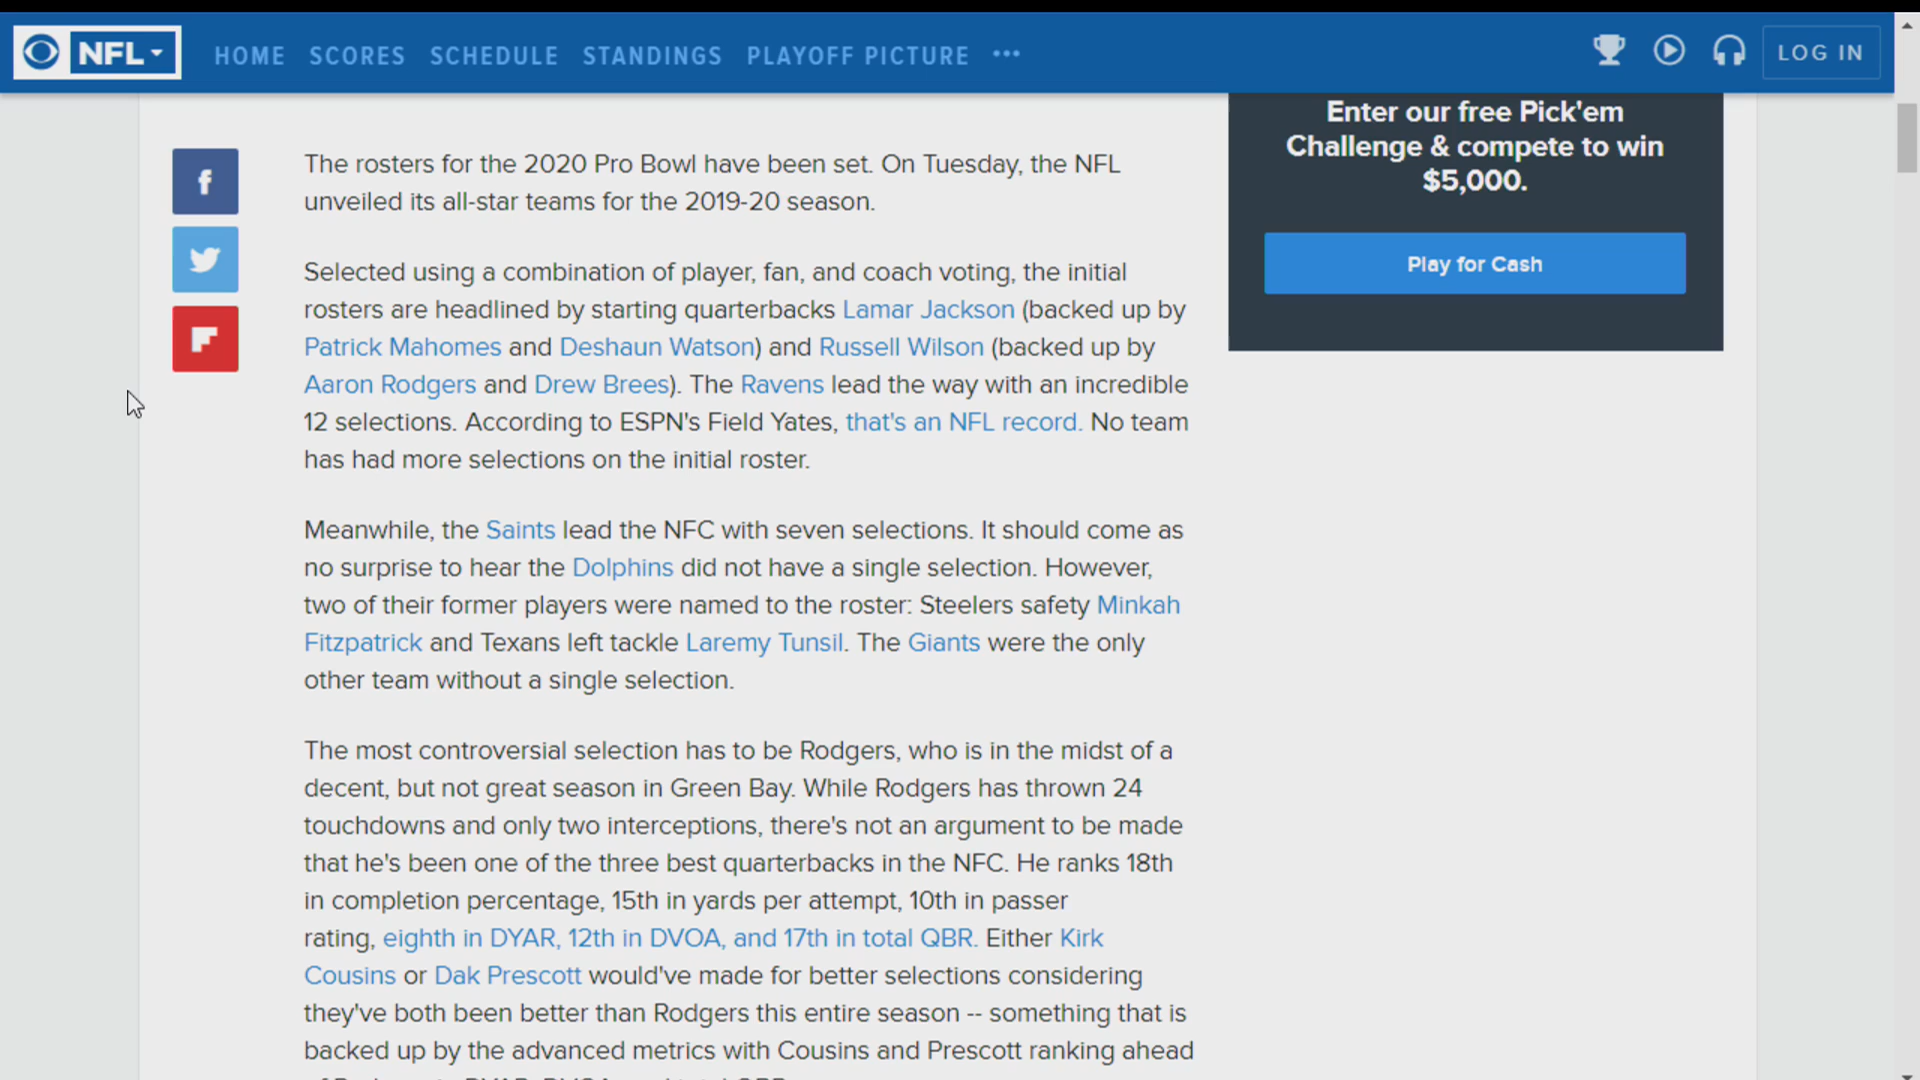 NFL
HOME SCORES SCHEDULE STANDINGS PLAYOFF PICTURE
LOG IN
Enter our free Pick'em
Challenge & compete to win
$5,000.
Play for Cash
The rosters for the 2020 Pro Bowl have been set. On Tuesday, the NFL
unveiled its all-star teams for the 2019-20 season.
Selected using a combination of player, fan, and coach voting, the initial
rosters are headlined by starting quarterbacks Lamar Jackson (backed up by
Patrick Mahomes and Deshaun Watson) and Russell Wilson (backed up by
Aaron Rodgers and Drew Brees). The Ravens lead the way with an incredible
12 selections. According to ESPN's Field Yates, that's an NFL record. No team
has had more selections on the initial roster.
Meanwhile, the Saints lead the NFC with seven selections. It should come as
no surprise to hear the Dolphins did not have a single selection. However,
two of their former players were named to the roster: Steelers safety Minkah
Fitzpatrick and Texans left tackle Laremy Tunsil. The Giants were the only
other team without a single selection.
The most controversial selection has to be Rodgers, who is in the midst of a
decent, but not great season in Green Bay. While Rodgers has thrown 24
touchdowns and only two interceptions, there's not an argument to be made
that he's been one of the three best quarterbacks in the NFC. He ranks 18th
in completion percentage, 15th in yards per attempt, 10th in passer
rating, eighth in DYAR, 12th in DVOA, and 17th in total QBR. Either Kirk
Cousins or Dak Prescott would've made for better selections considering
they've both been better than Rodgers this entire season -- something that is
backed up by the advanced metrics with Cousins and Prescott ranking ahead